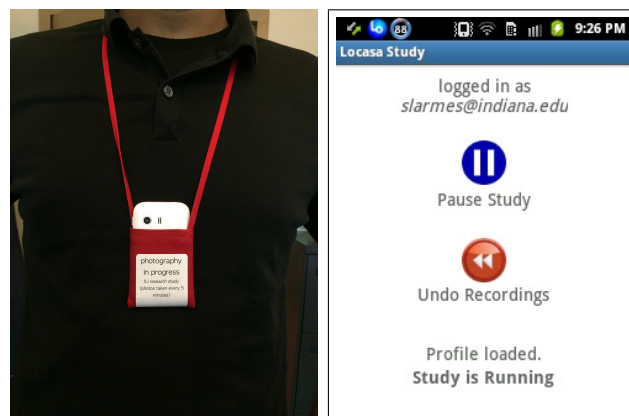 photography
in progress
IU research study
(photos taken every 5
minutes)
88
9:26 PM
Locasa Study
logged in as
slarmes@indiana.edu
Pause Study
Undo Recordings
Profile loaded.
Study is Running